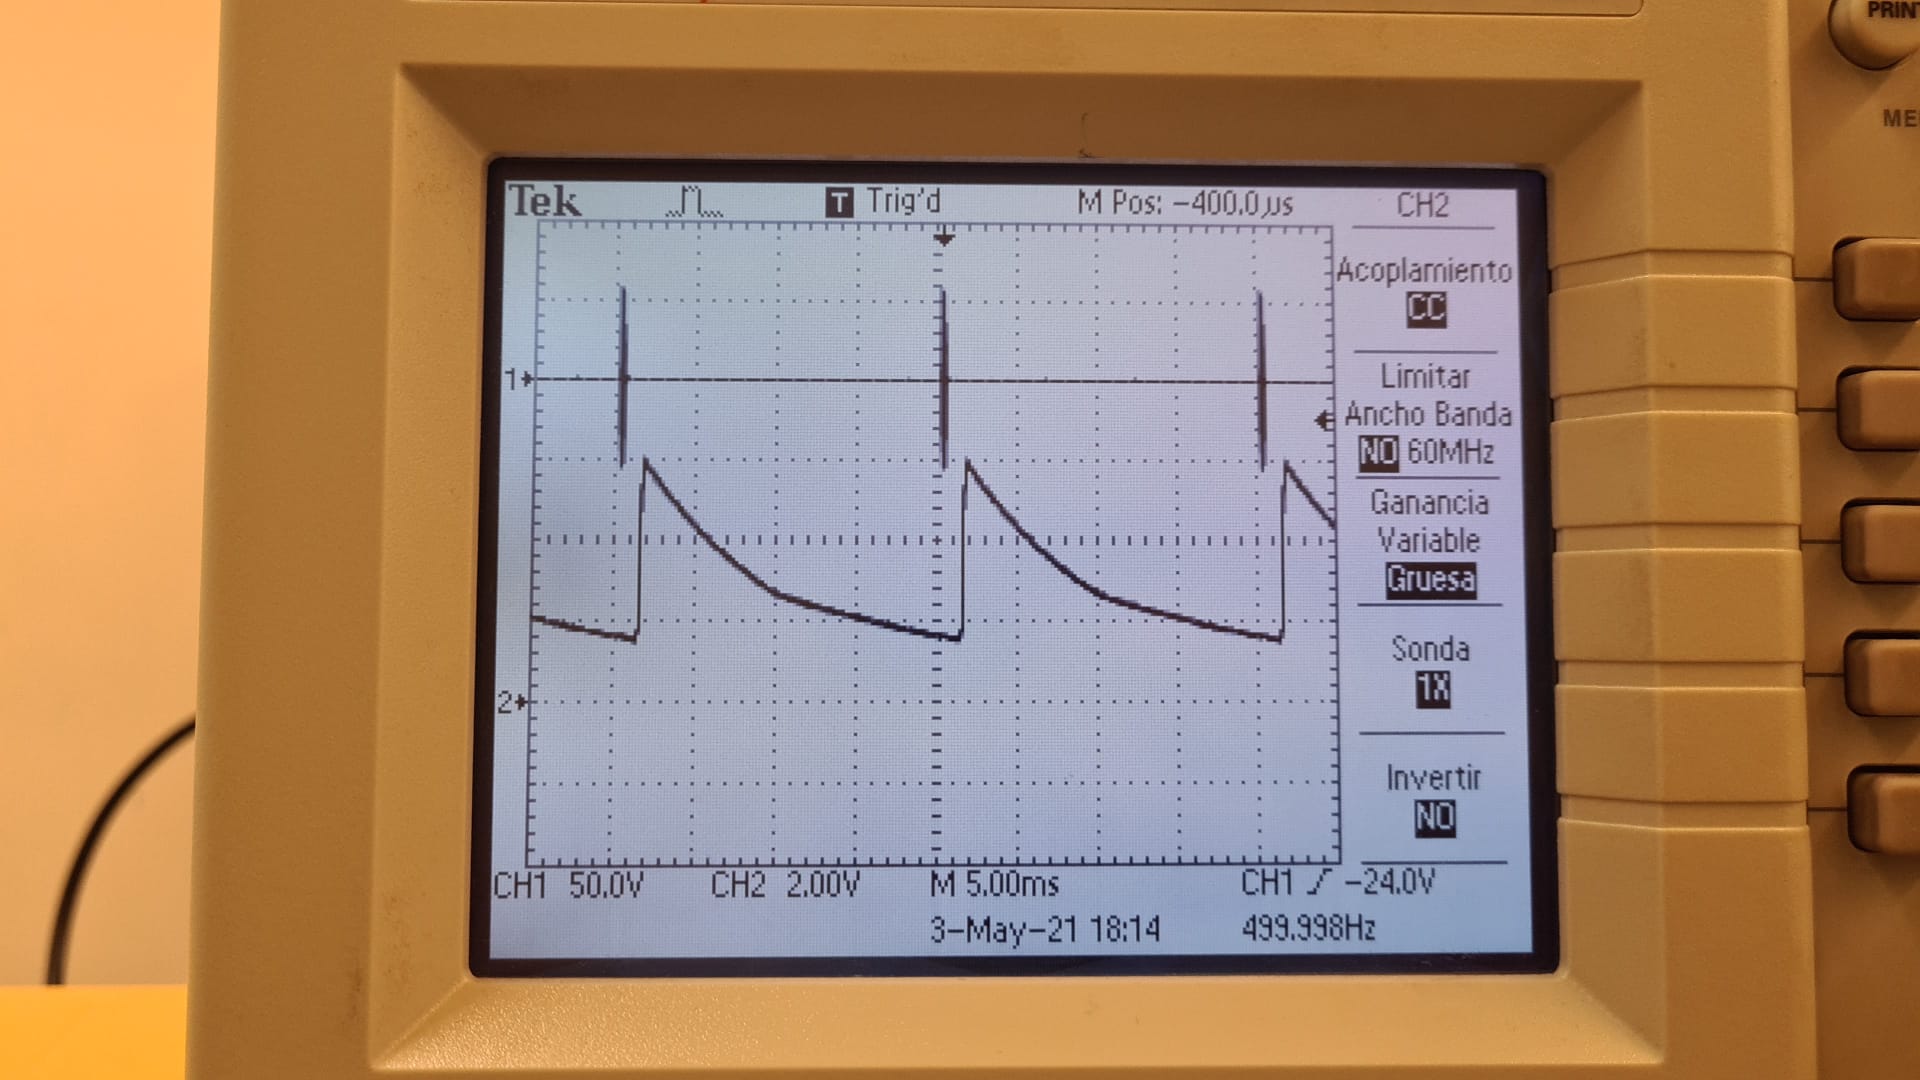 PRINT
ME
Tek T Trig'd M Pos: -400.0µs CH2
Acoplamiento
CC
1
Limitar
Ancho Banda
NO 60MHz
Ganancia
Variable
Gruesa
Sonda
1X
2
Invertir
NO
CH1 50.0V CH2 2.00V M 5.00ms CH1 -24.0V
3-May-21 18:14 499.998Hz